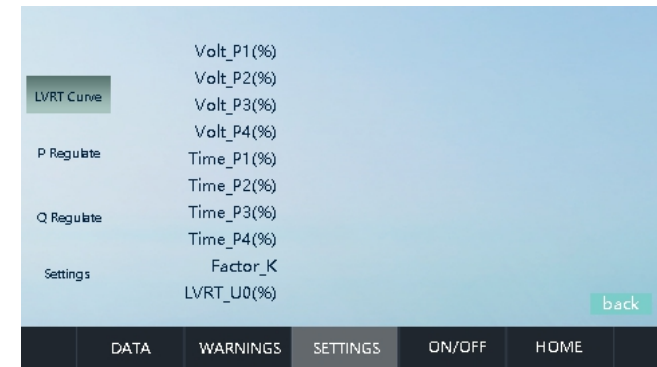 Volt_P1(%)
Volt_P2(%)
LVRT Curve
Volt_P3(%)
Volt_P4(%)
P Regulate
Time_P1(%)
Time_P2(%)
Q Regulate
Time_P3(%)
Time_P4(%)
Settings
Factor_K
LVRT_U0(%)
back
DATA WARNINGS SETTINGS ON/OFF HOME